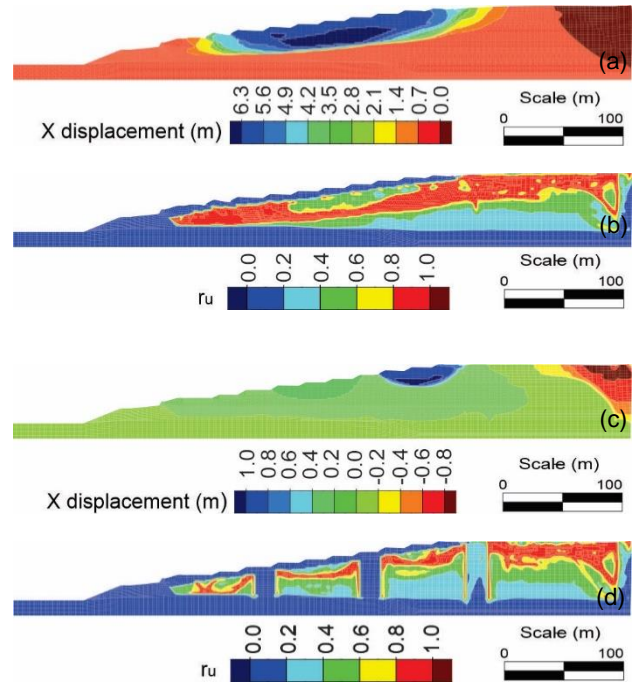 (a)
6.3 5.6 4.9 4.2 3.5 2.8 2.1 1.4 0.7 0.0
X displacement (m)
Scale (m)
0 100
(b)
0.0 0.2 0.4 0.6 0.8 1.0
ru
Scale (m)
0 100
(c)
1.0 0.8 0.6 0.4 0.2 0.0 -0.2 -0.4 -0.6 -0.8
X displacement (m)
Scale (m)
0 100
(d)
0.0 0.2 0.4 0.6 0.8 1.0
ru
Scale (m)
0 100